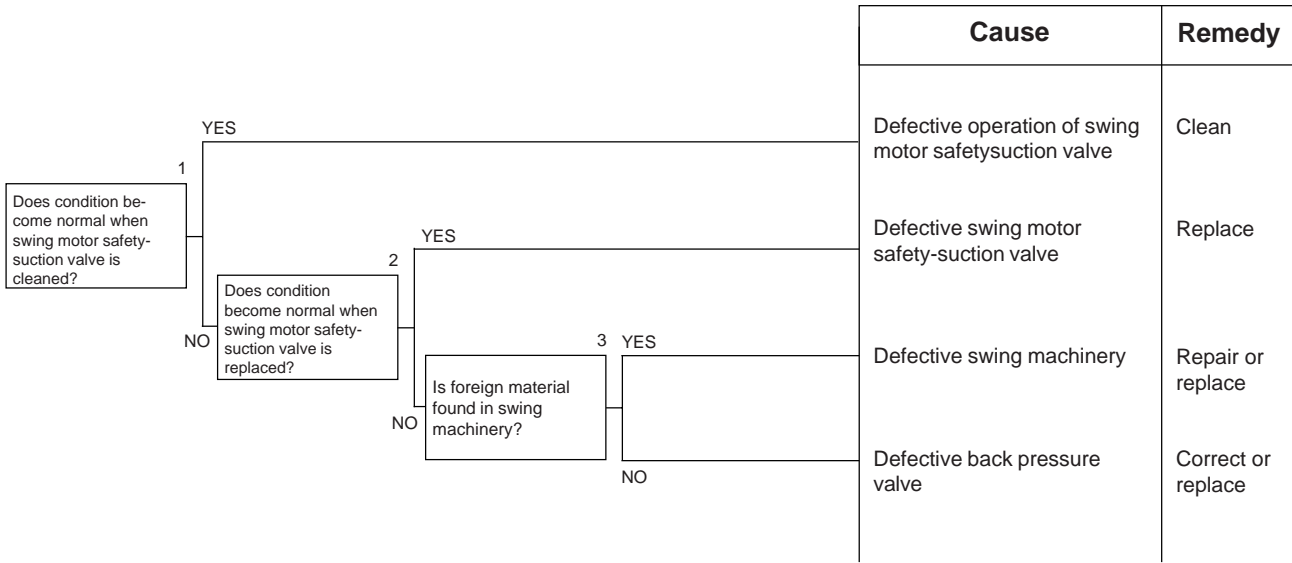 Cause
Remedy
YES
Defective operation of swing
motor safetysuction valve
Clean
1
Does condition be-
come normal when
swing motor safety-
suction valve is
cleaned?
YES
Defective swing motor
safety-suction valve
Replace
2
NO
Does condition
become normal when
swing motor safety-
suction valve is
replaced?
3
YES
Defective swing machinery
Repair or
replace
NO
Is foreign material
found in swing
machinery?
NO
Defective back pressure
valve
Correct or
replace